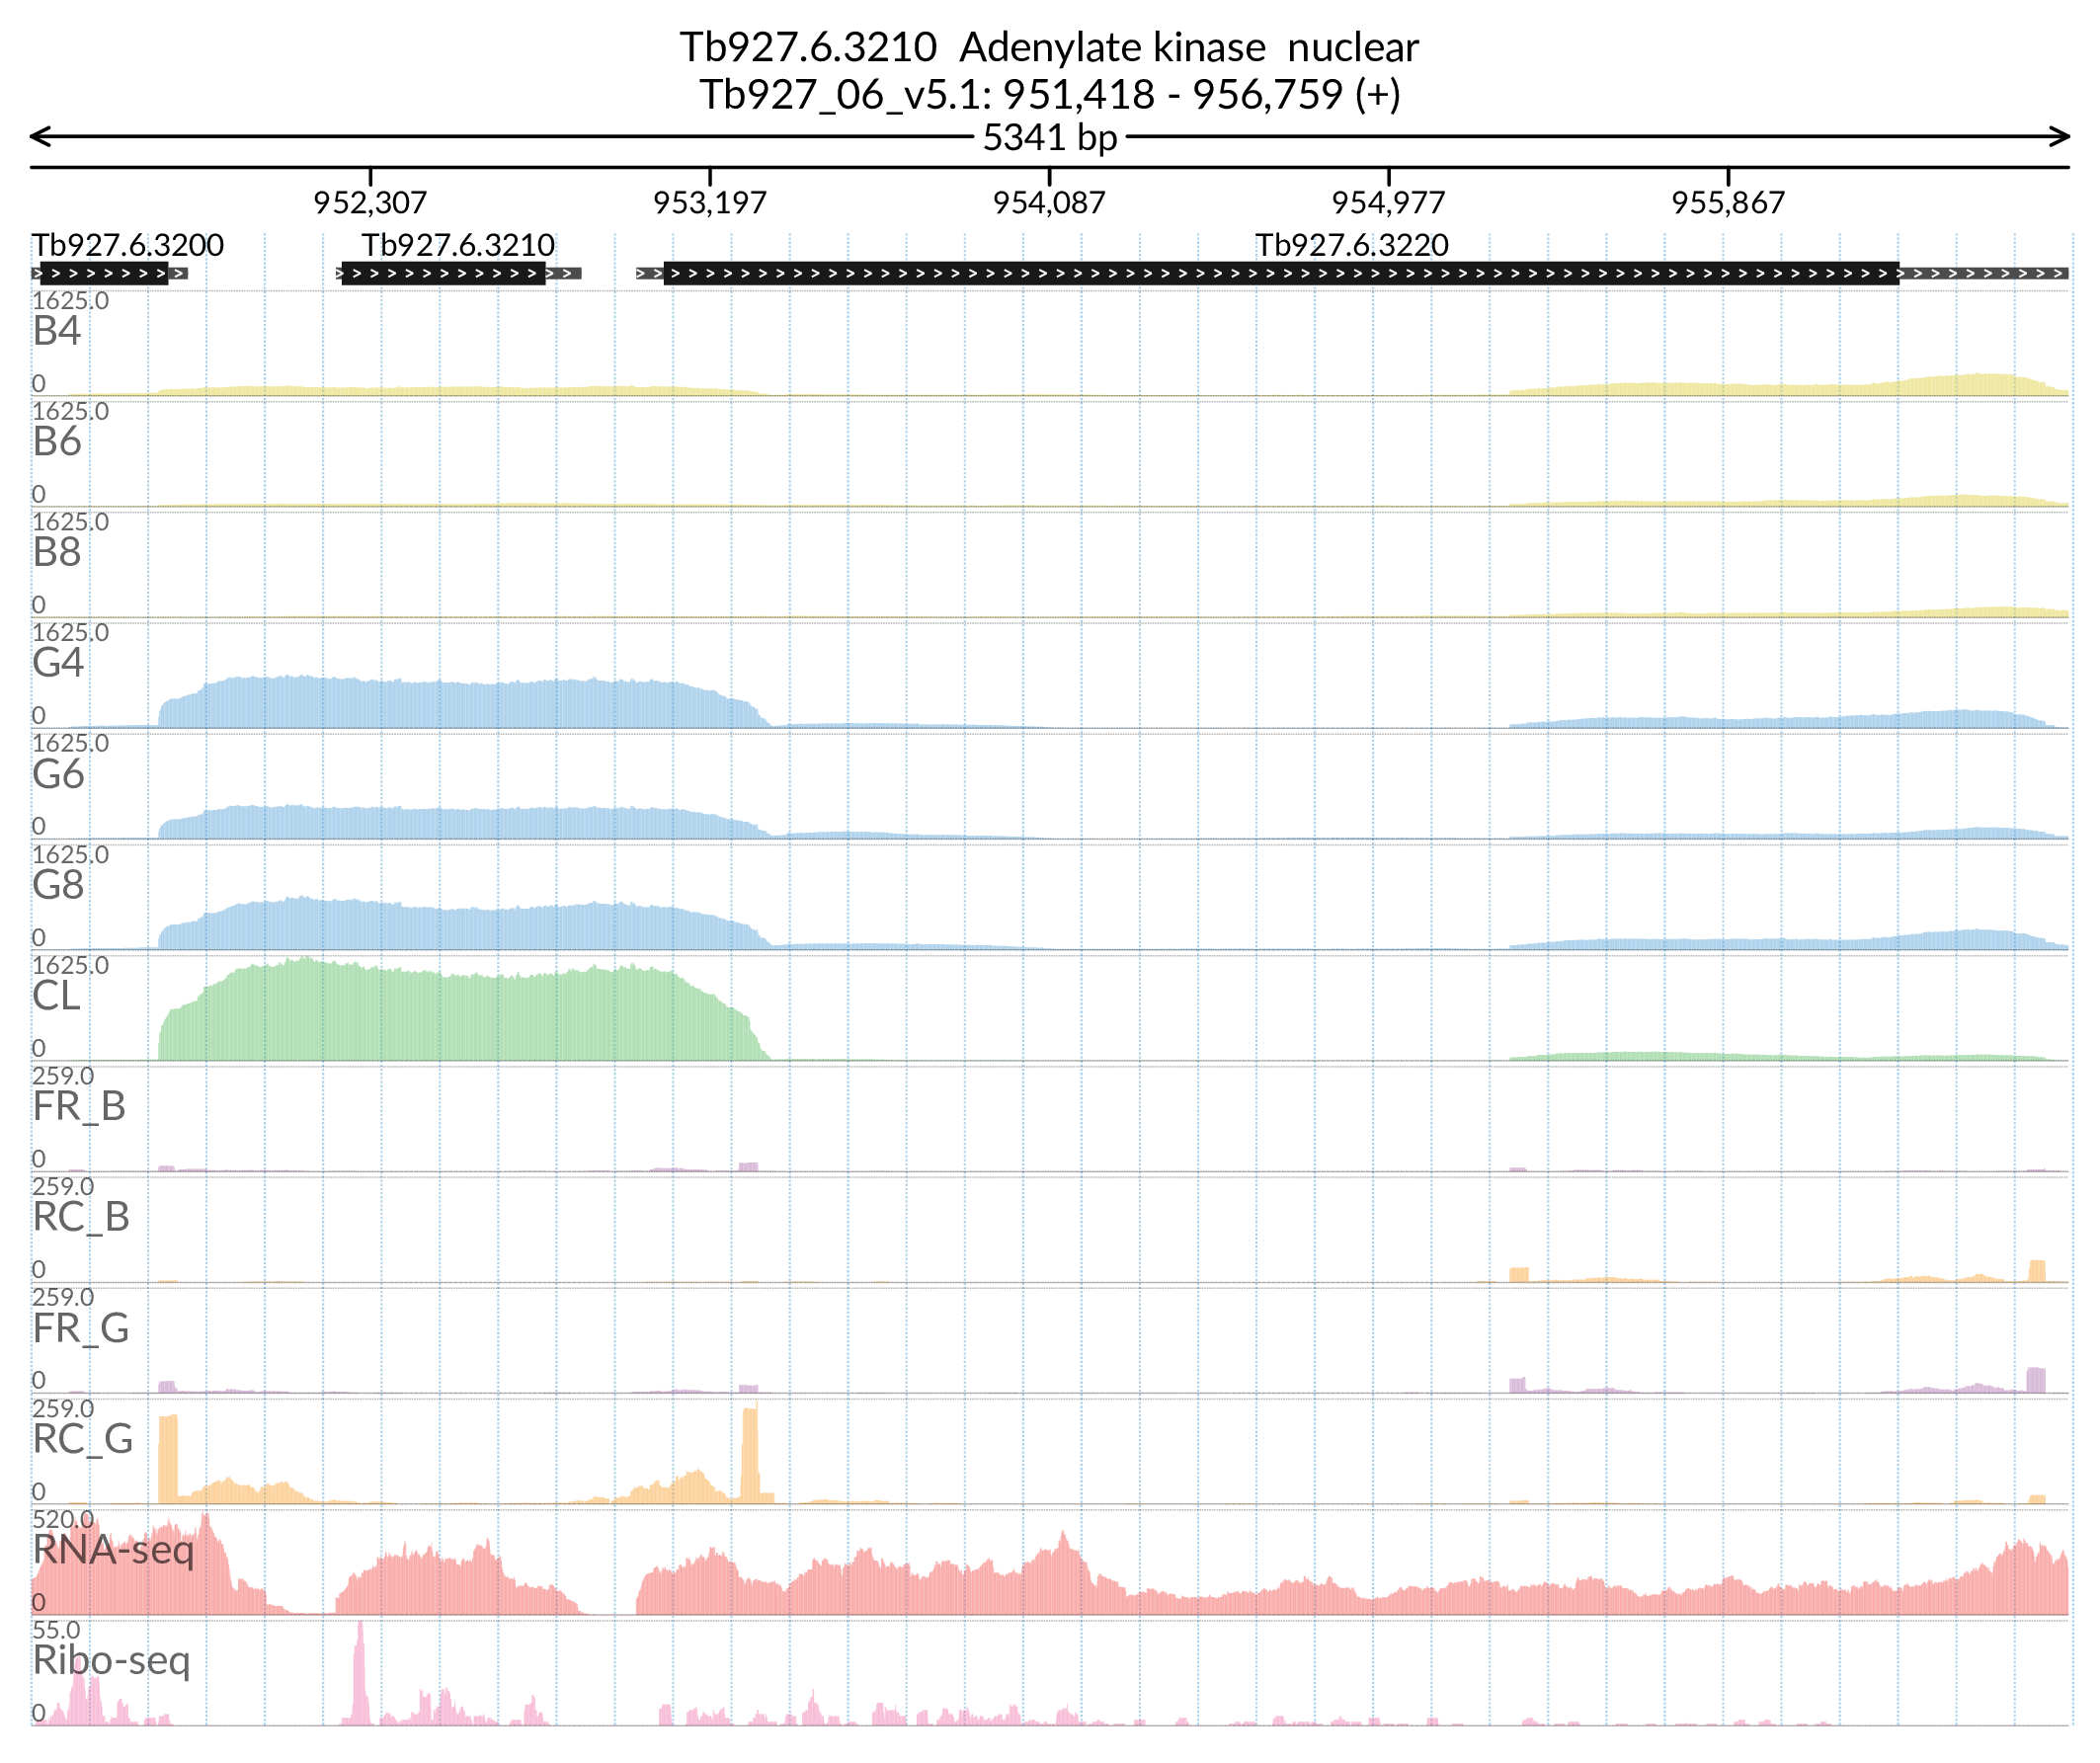 Tb927.6.3210 Adenylate kinase nuclear
Tb927_06_v5.1: 951,418 - 956,759 (+)
5341 bp
952,307 953,197 954,087 954,977 955,867
Tb927.6.3200 Tb927.6.3210 Tb927.6.3220
1625.0
B4
0
1625.0
B6
0
1625.0
B8
0
1625.0
G4
0
1625.0
G6
0
1625.0
G8
0
1625.0
CL
0
259.0
FR_B
0
259.0
RC_B
0
259.0
FR_G
0
259.0
RC_G
0
520.0
RNA-seq
0
55.0
Ribo-seq
0